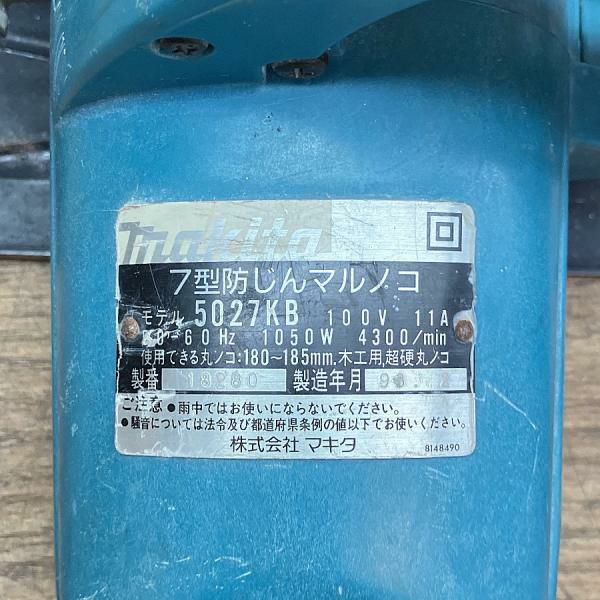 makita
7型防じんマルノコ
モデル 5027KB 100V 11A
50-60Hz 1050W 4300/min
使用できる丸ノコ:180~185mm.木工用,超硬丸ノコ
製番 製造年月
ご注意 ●雨中ではお使いにならないでください。
●騒音については法令及び都道府県条例の値以下でお使いください。
株式会社 マキタ
8148490